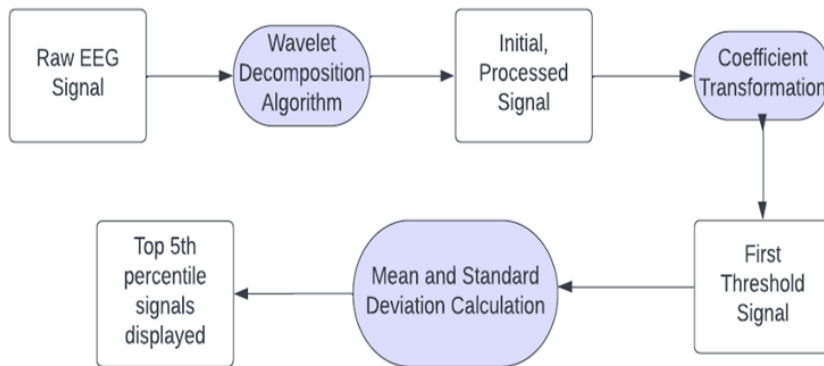 Raw EEG
Signal
Wavelet
Decomposition
Algorithm
Initial,
Processed
Signal
Coefficient
Transformation
First
Threshold
Signal
Mean and Standard
Deviation Calculation
Top 5th
percentile
signals
displayed